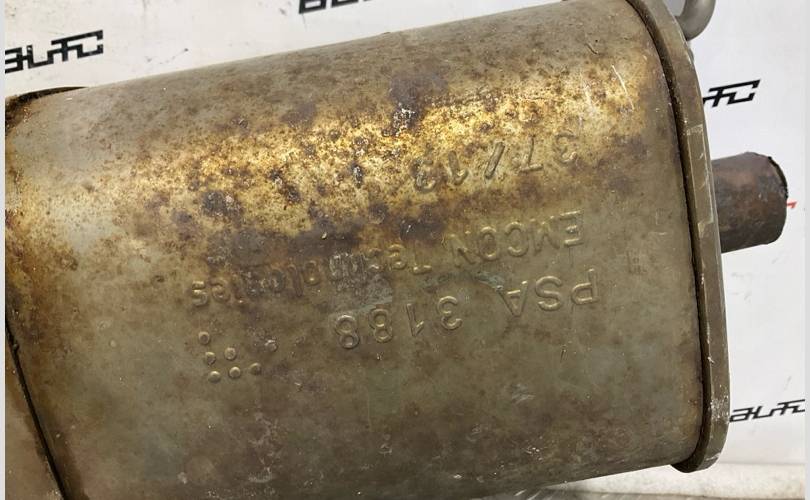 PSA 3188
EMCON Technologies
37/13